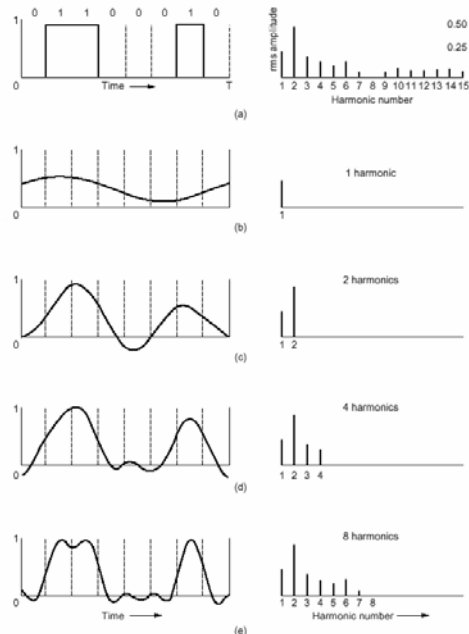 0 1 1 0 0 0 1 0
1
0
Time
T
rms amplitude
0.50
0.25
1 2 3 4 5 6 7 8 9 10 11 12 13 14 15
Harmonic number
(a)
1
0
1 harmonic
1
(b)
1
0
2 harmonics
1 2
(c)
1
0
4 harmonics
1 2 3 4
(d)
1
0
8 harmonics
1 2 3 4 5 6 7 8
Time
Harmonic number
(e)